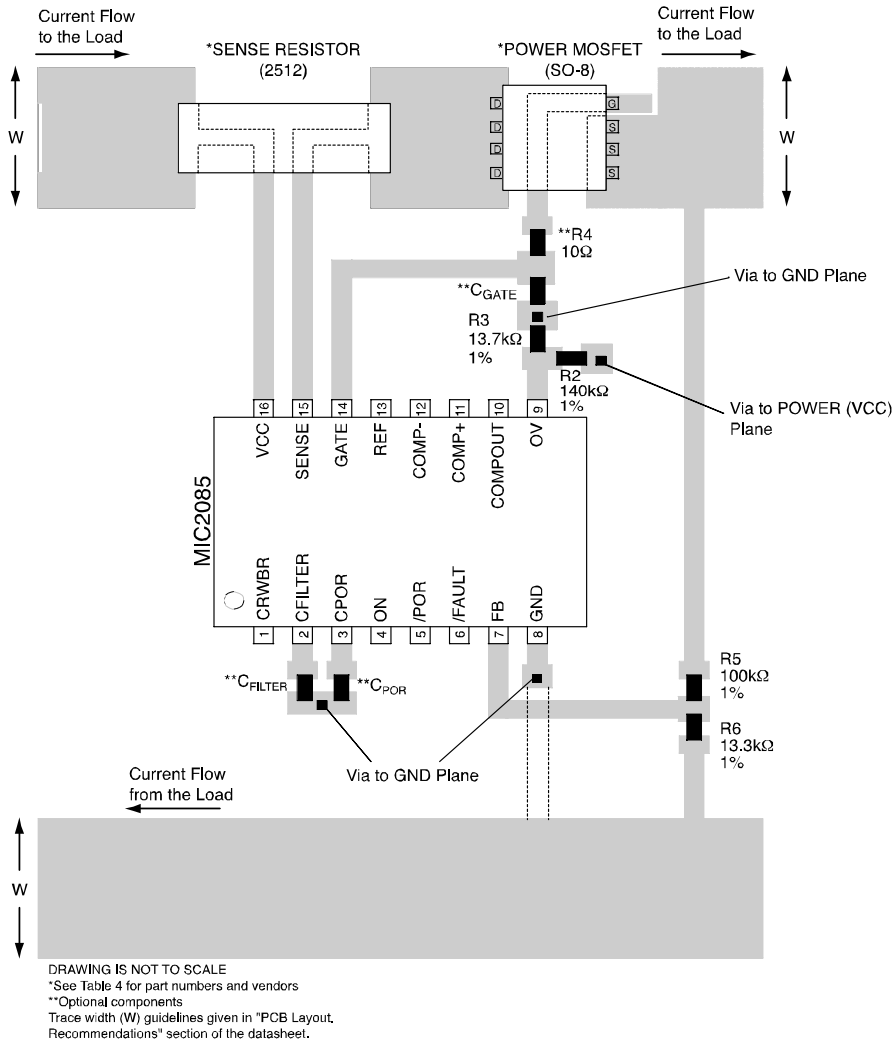 Current Flow
to the Load
Current Flow
to the Load
*SENSE RESISTOR
(2512)
*POWER MOSFET
(SO-8)
W
W
D
D
D
D
G
S
S
S
**R4
10Ω
**CGATE
Via to GND Plane
R3
13.7kΩ
1%
R2
140kΩ
1%
Via to POWER (VCC)
Plane
16
15
14
13
12
11
10
9
VCC
SENSE
GATE
REF
COMP-
COMP+
COMPOUT
OV
MIC2085
CRWBR
CFILTER
CPOR
ON
/POR
/FAULT
FB
GND
1
2
3
4
5
6
7
8
**CFILTER
**CPOR
R5
100kΩ
1%
R6
13.3kΩ
1%
Via to GND Plane
Current Flow
from the Load
W
DRAWING IS NOT TO SCALE
*See Table 4 for part numbers and vendors
**Optional components
Trace width (W) guidelines given in "PCB Layout.
Recommendations" section of the datasheet.